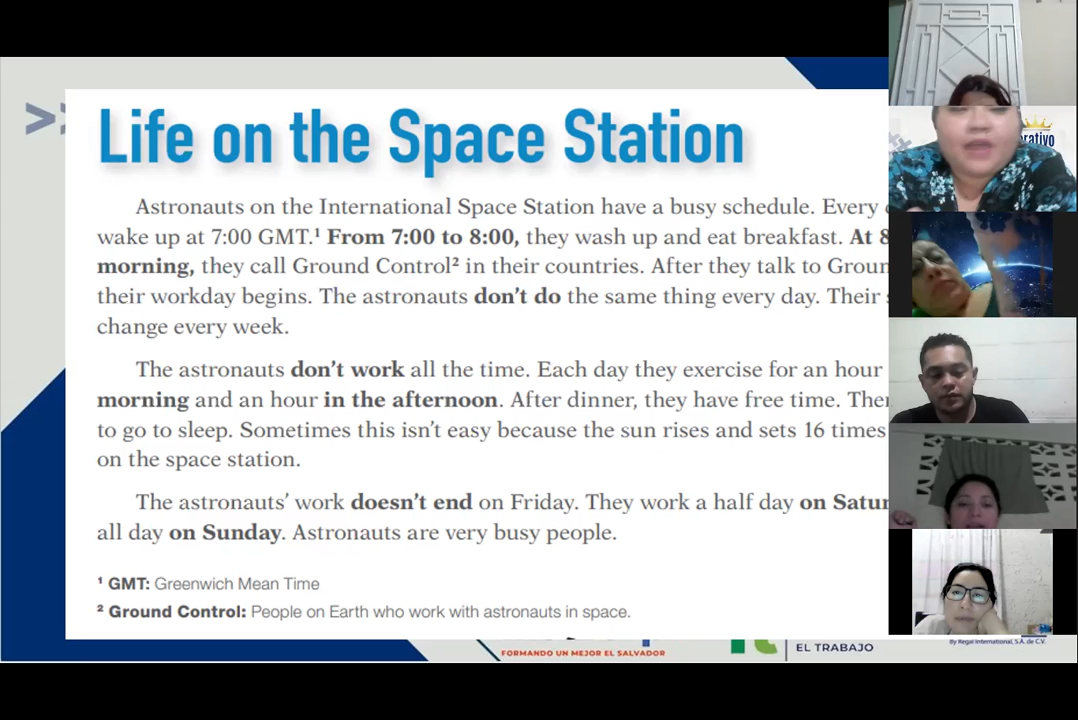 Life on the Space Station
Astronauts on the International Space Station have a busy schedule. Every
wake up at 7:00 GMT.¹ From 7:00 to 8:00, they wash up and eat breakfast. At 8
morning, they call Ground Control² in their countries. After they talk to Groun
their workday begins. The astronauts don't do the same thing every day. Their
change every week.
The astronauts don't work all the time. Each day they exercise for an hour
morning and an hour in the afternoon. After dinner, they have free time. The
to go to sleep. Sometimes this isn't easy because the sun rises and sets 16 times
on the space station.
The astronauts' work doesn't end on Friday. They work a half day on Satur
all day on Sunday. Astronauts are very busy people.
¹ GMT: Greenwich Mean Time
² Ground Control: People on Earth who work with astronauts in space.
FORMANDO UN MEJOR EL SALVADOR
EL TRABAJO
By Regal International, S.A. de C.V.